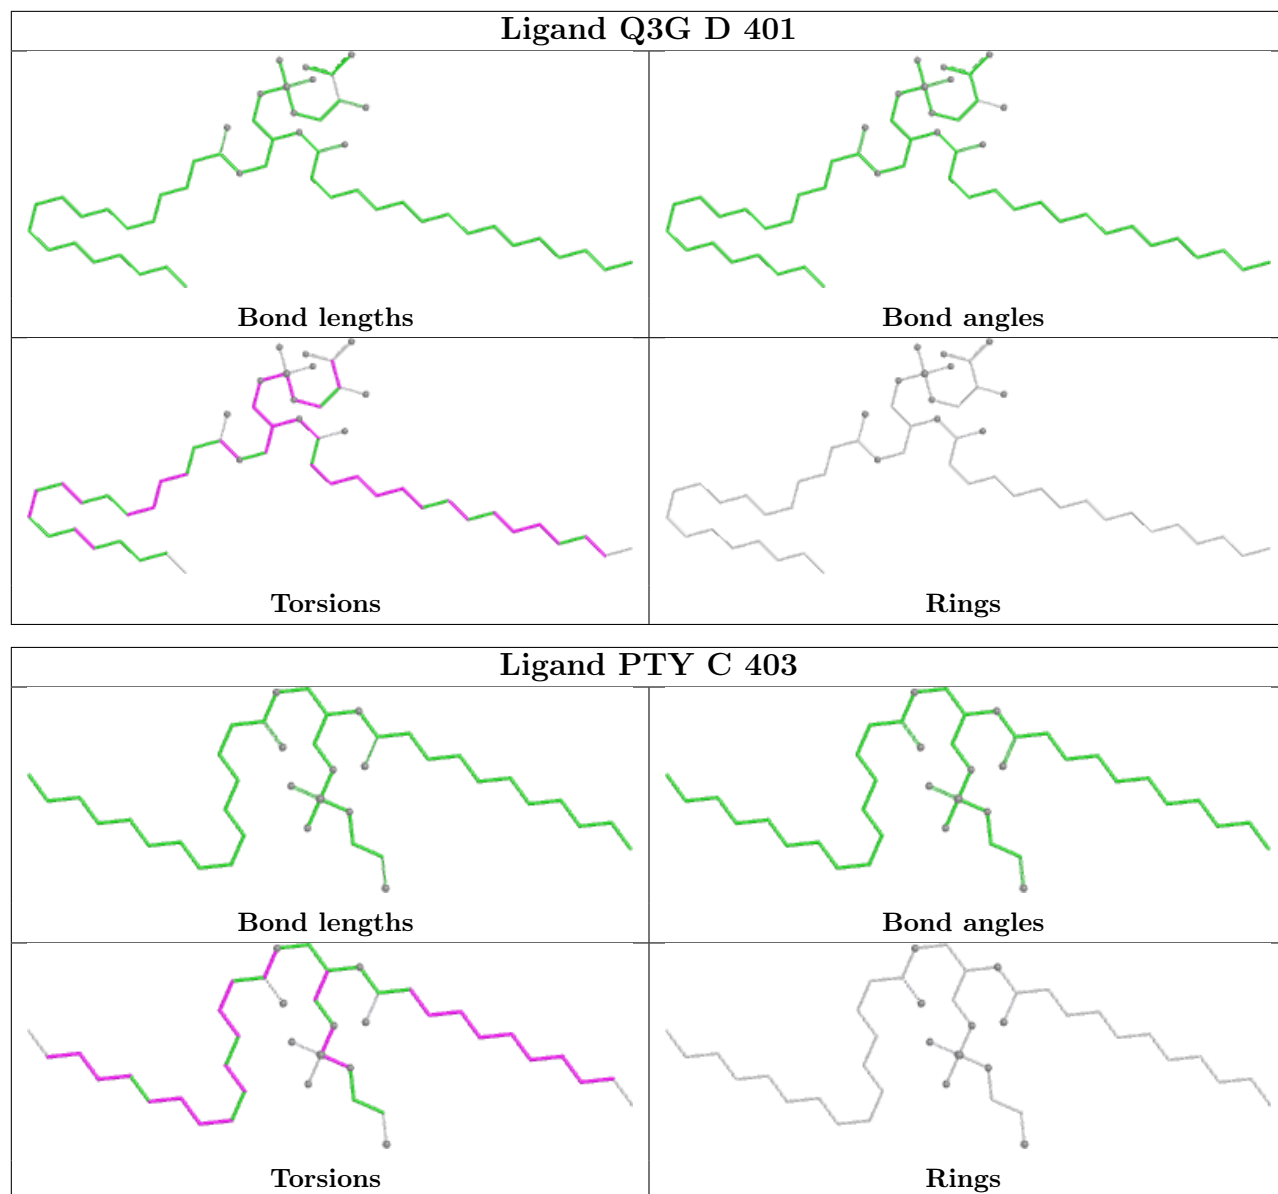 Ligand Q3G D 401
Bond lengths
Bond angles
Torsions
Rings
Ligand PTY C 403
Bond lengths
Bond angles
Torsions
Rings